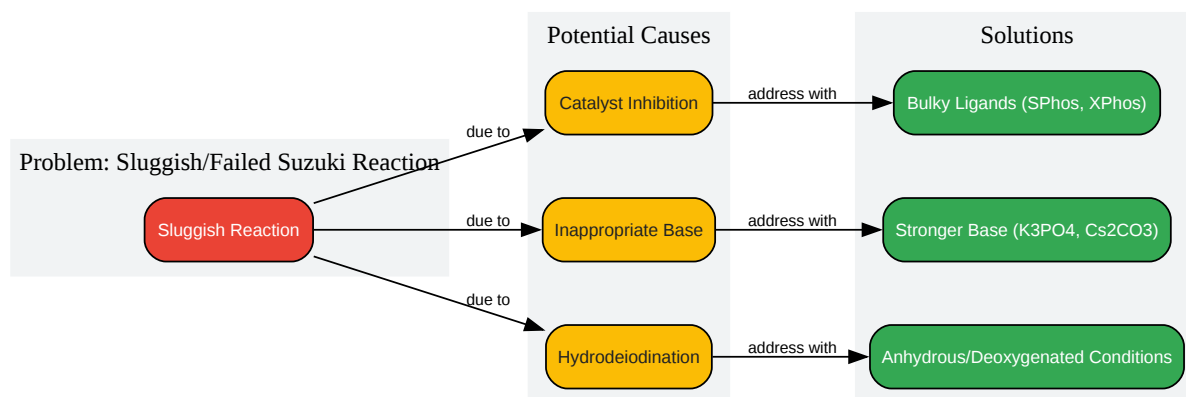 Potential Causes
Solutions
Problem: Sluggish/Failed Suzuki Reaction
Sluggish Reaction
due to
Catalyst Inhibition
address with
Bulky Ligands (SPhos, XPhos)
due to
Inappropriate Base
address with
Stronger Base (K3PO4, Cs2CO3)
due to
Hydrodeiodination
address with
Anhydrous/Deoxygenated Conditions